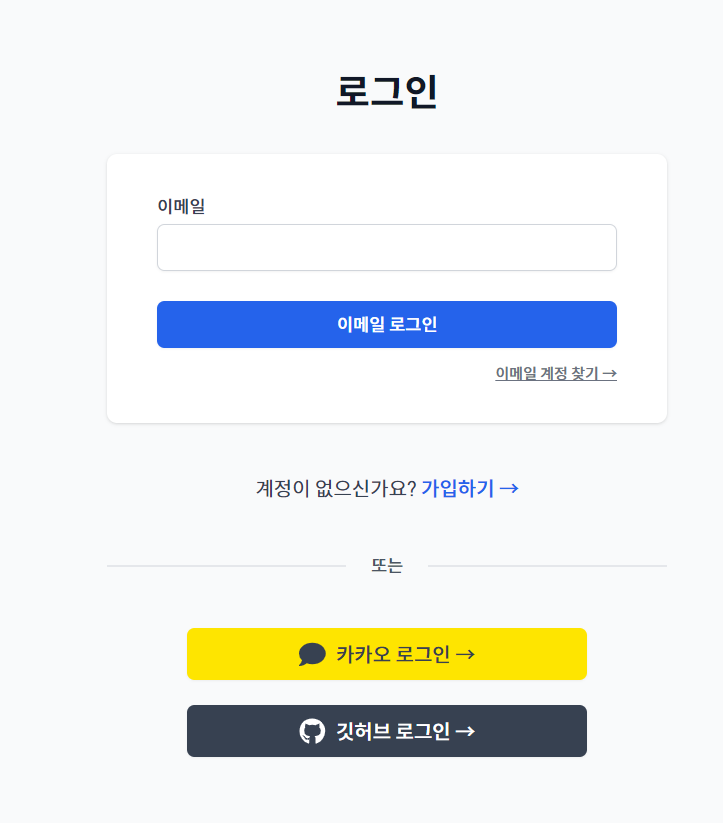 로그인
이메일
이메일 로그인
이메일 계정 찾기 →
계정이 없으신가요? 가입하기 →
또는
카카오 로그인 →
깃허브 로그인 →